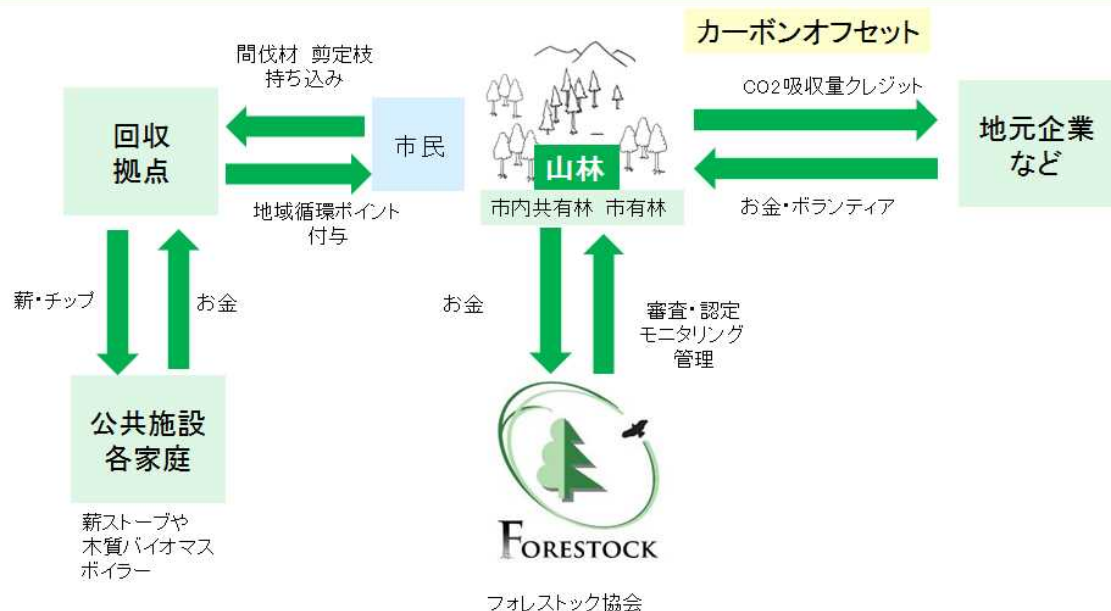 カーボンオフセット
間伐材 剪定枝
持ち込み
CO2吸収量クレジット
回収
拠点
市民
山林
地元企業
など
地域循環ポイント
付与
市内共有林 市有林
お金・ボランティア
薪・チップ
お金
お金
審査・認定
モニタリング
管理
公共施設
各家庭
薪ストーブや
木質バイオマス
ボイラー
FORESTOCK
フォレストック協会